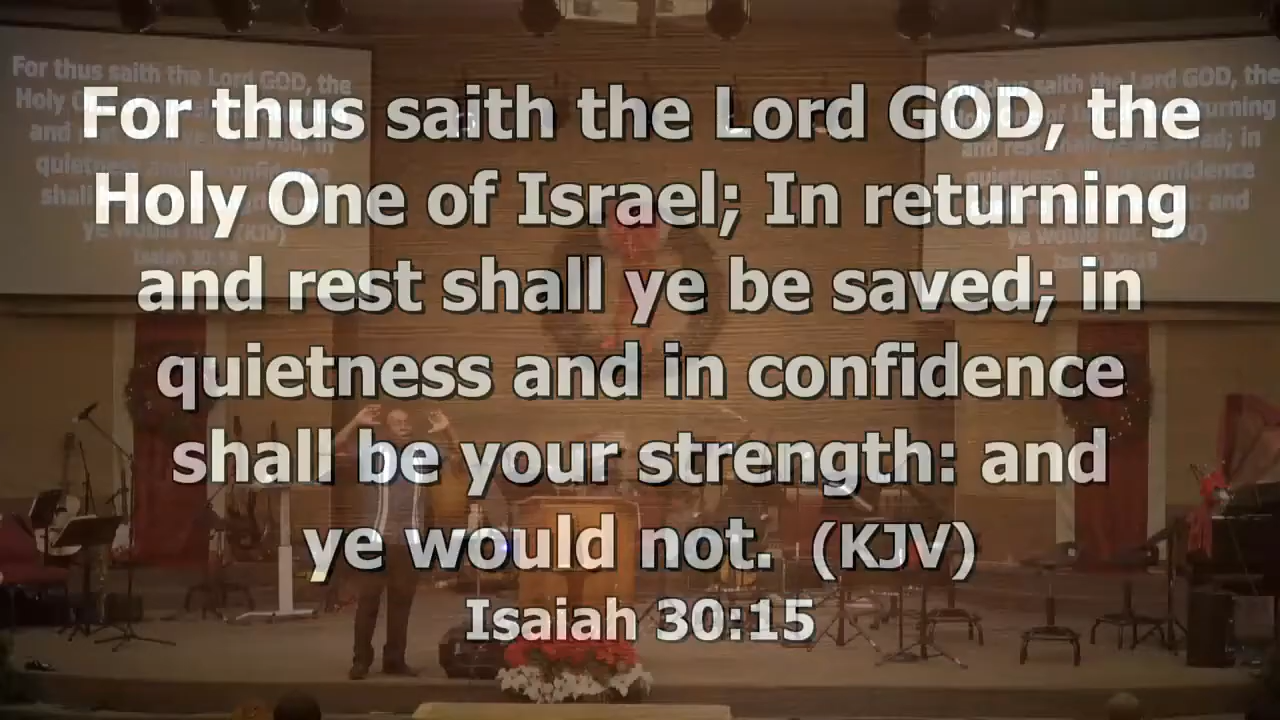 For thus saith the Lord GOD, the
Holy One of Israel; In returning
and rest shall ye be saved; in
quietness and in confidence
shall be your strength: and
ye would not. (KJV)
Isaiah 30:15